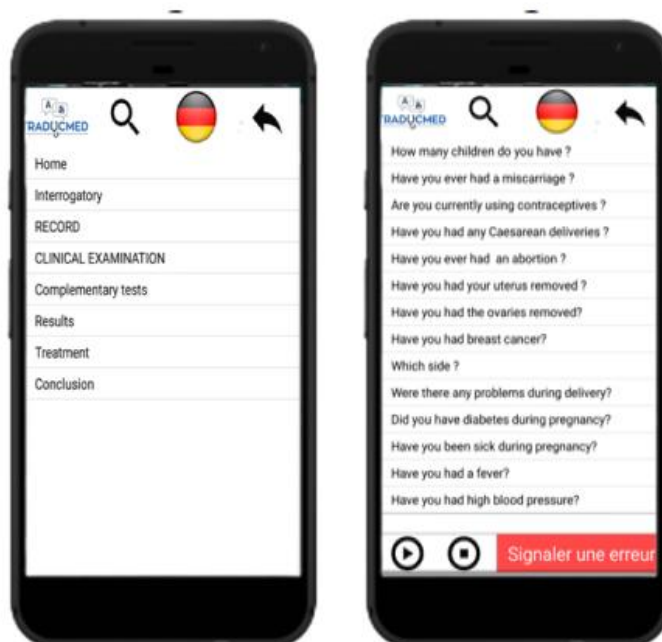 A a
TRADUCMED
Home
Interrogatory
RECORD
CLINICAL EXAMINATION
Complementary tests
Results
Treatment
Conclusion
A a
TRADUCMED
How many children do you have ?
Have you ever had a miscarriage ?
Are you currently using contraceptives ?
Have you had any Caesarean deliveries ?
Have you ever had an abortion ?
Have you had your uterus removed ?
Have you had the ovaries removed?
Have you had breast cancer?
Which side ?
Were there any problems during delivery?
Did you have diabetes during pregnancy?
Have you been sick during pregnancy?
Have you had a fever?
Have you had high blood pressure?
Signaler une erreur